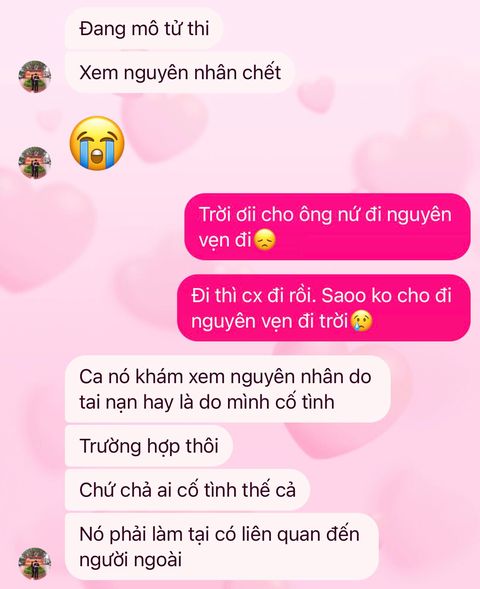 Đang mô tử thi
Xem nguyên nhân chết
Trời ơii cho ông nứ đi nguyên
vẹn đi😞
Đi thì cx đi rồi. Saoo ko cho đi
nguyên vẹn đi trời😢
Ca nó khám xem nguyên nhân do
tai nạn hay là do mình cố tình
Trường hợp thôi
Chứ chả ai cố tình thế cả
Nó phải làm tại có liên quan đến
người ngoài